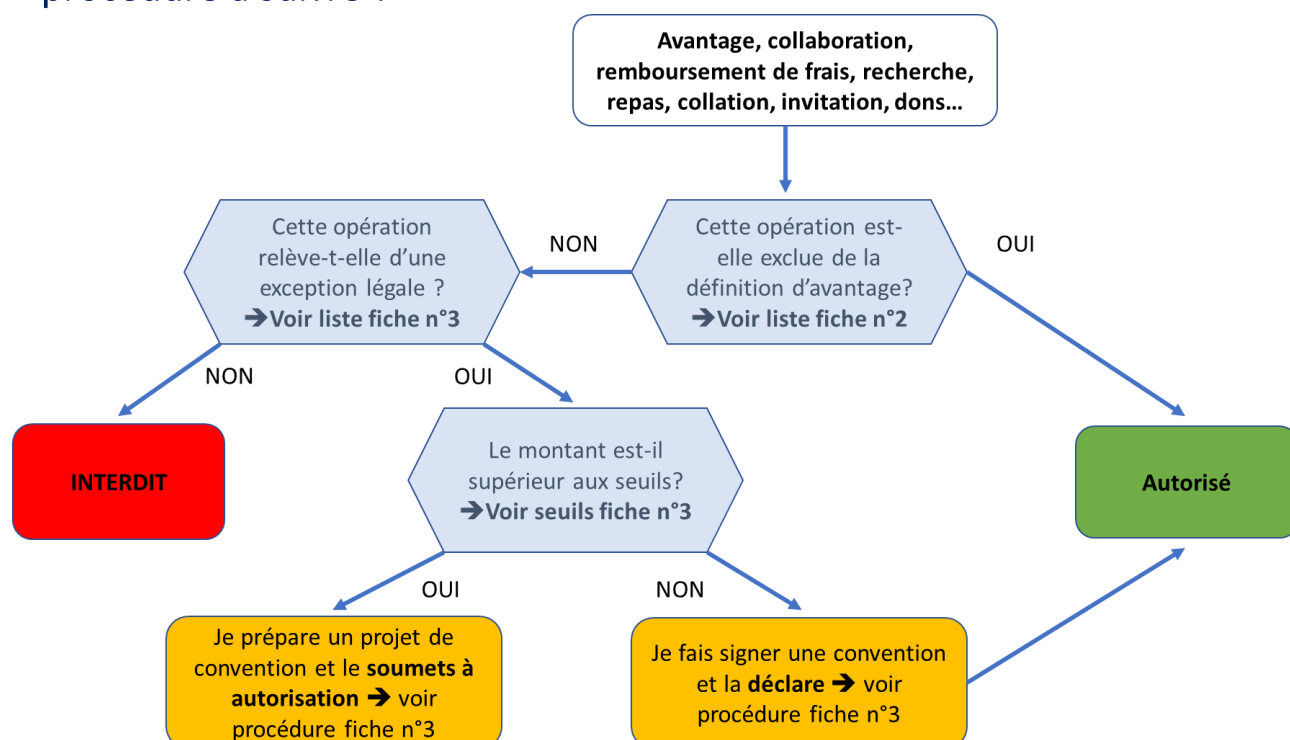 procédure à suivre ?
Avantage, collaboration,
remboursement de frais, recherche,
repas, collation, invitation, dons…
Cette opération est-
elle exclue de la
définition d’avantage?
➔Voir liste fiche n°2
OUI
NON
Cette opération
relève-t-elle d’une
exception légale ?
➔Voir liste fiche n°3
NON
OUI
INTERDIT
Le montant est-il
supérieur aux seuils?
➔Voir seuils fiche n°3
Autorisé
OUI
NON
Je prépare un projet de
convention et le soumets à
autorisation ➔ voir
procédure fiche n°3
Je fais signer une convention
et la déclare ➔ voir
procédure fiche n°3